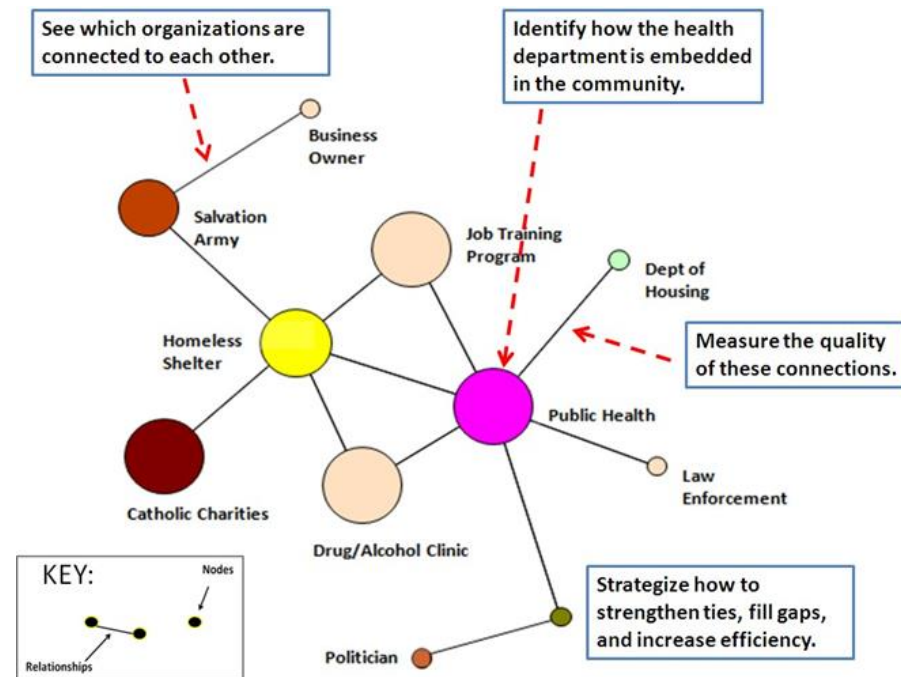 See which organizations are
connected to each other.
Identify how the health
department is embedded
in the community.
Business
Owner
Salvation
Army
Job Training
Program
Dept of
Housing
Homeless
Shelter
Measure the quality
of these connections.
Public Health
Catholic Charities
Law
Enforcement
Drug/Alcohol Clinic
KEY:
Nodes
Relationships
Strategize how to
strengthen ties, fill gaps,
and increase efficiency.
Politician